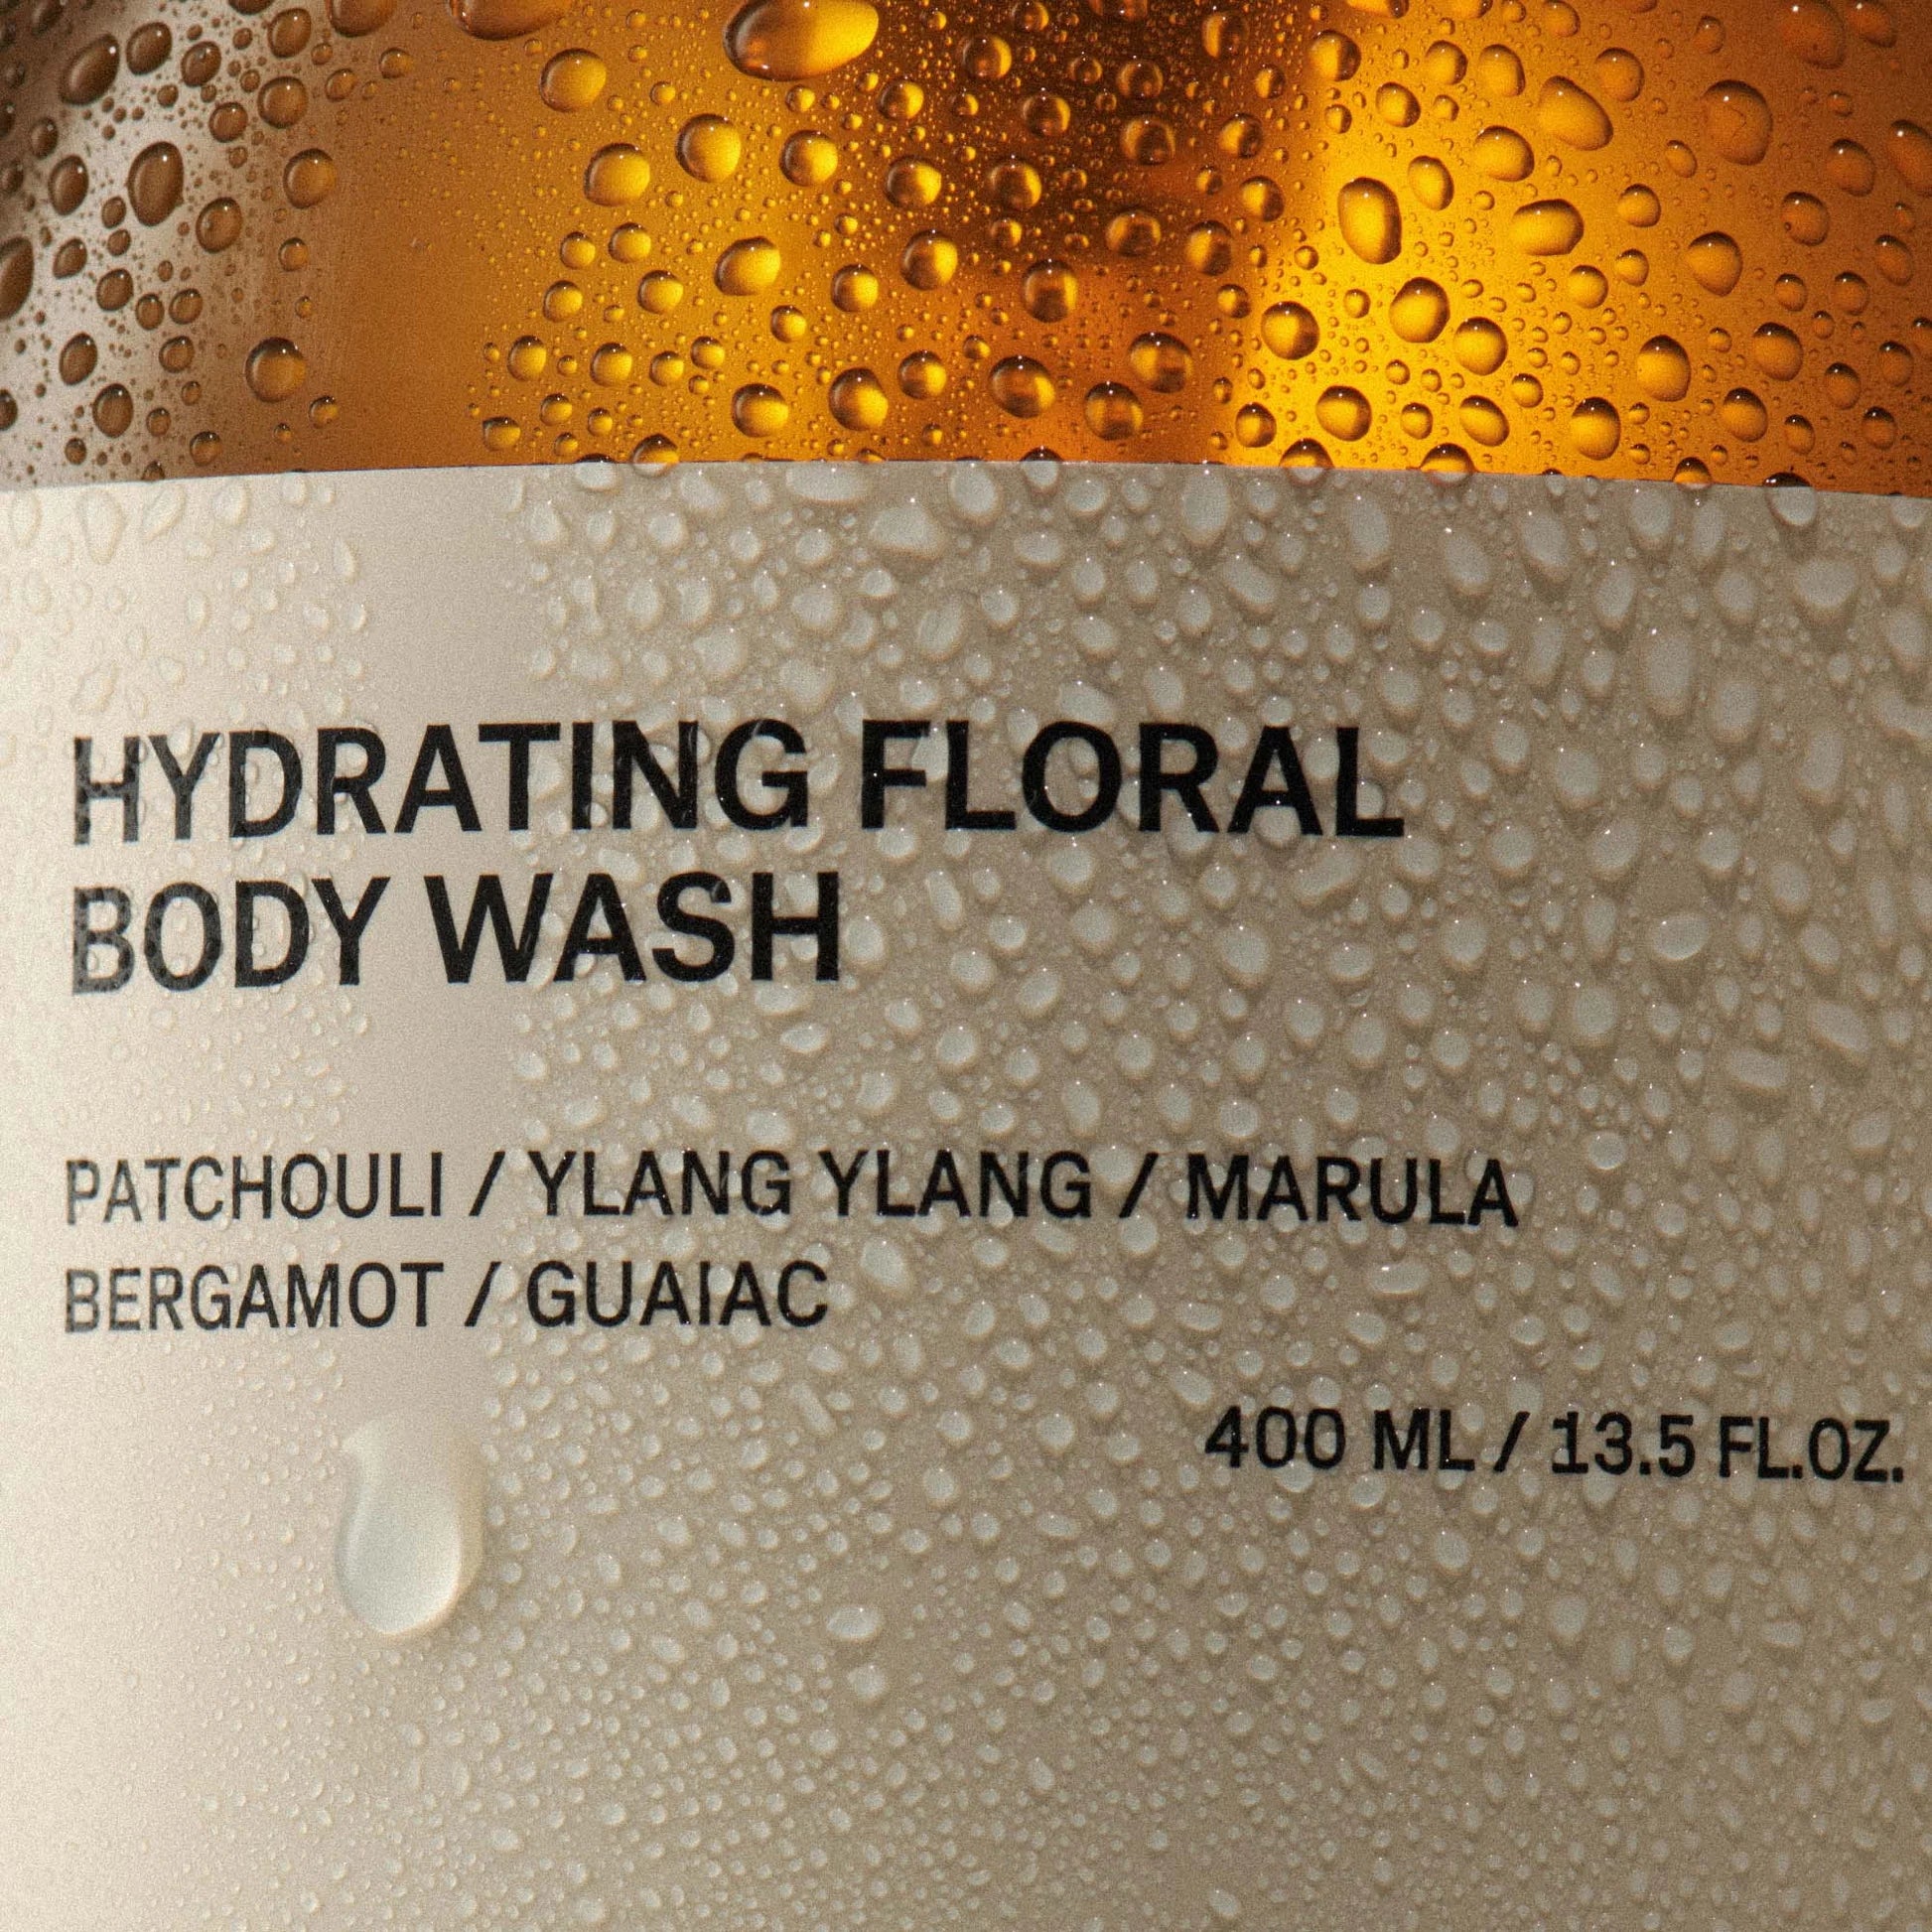 HYDRATING FLORAL
BODY WASH
PATCHOULI / YLANG YLANG / MARULA
BERGAMOT / GUAIAC
400 ML / 13.5 FL.OZ.